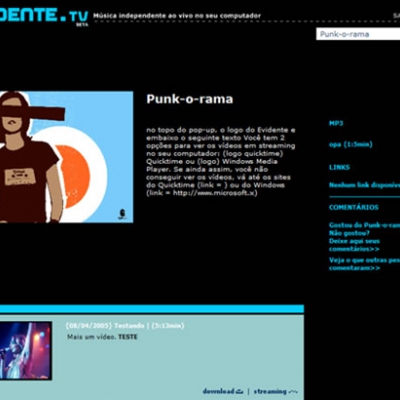 DENTE.TV
BETA
Música independente ao vivo no seu computador
Punk-o-rama
Punk-o-rama
no topo do pop-up, o logo do Evidente e
embaixo o seguinte texto Você tem 2
opções para ver os vídeos em streaming
no seu computador: (logo quicktime)
Quicktime ou (logo) Windows Media
Player. Se ainda assim, você não
conseguir ver os vídeos, vá até os sites
do Quicktime (link = ) ou do Windows
(link = http://www.microsoft.x)
MP3
opa (1:5min)
LINKS
Nenhum link disponív
COMENTÁRIOS
Gostou do Punk-o-ram
Não gostou?
Deixe aqui seus
comentários>>
Veja o que outras pes
comentaram>>
(08/04/2003) Testando | (3:13min)
Mais um vídeo. TESTE
download | streaming